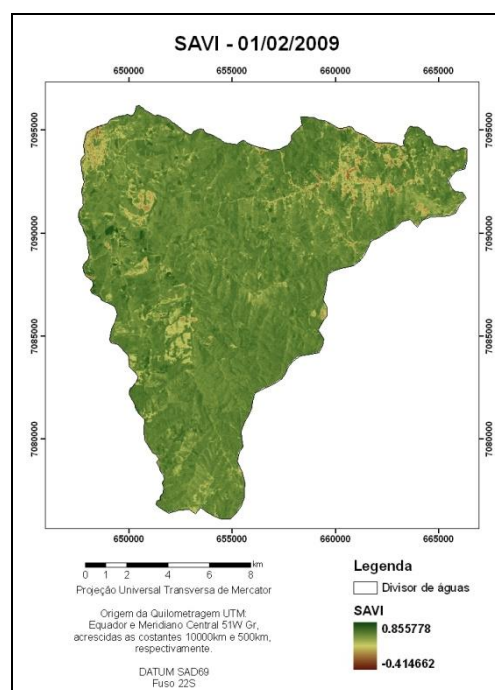 SAVI - 01/02/2009
650000 655000 660000 665000
7095000 7095000
7090000 7090000
7085000 7085000
7080000 7080000
650000 655000 660000 665000
km
0 1 2 4 6 8
Projeção Universal Transversa de Mercator
Origem da Quilometragem UTM:
Equador e Meridiano Central 51W Gr,
acrescidas as costantes 10000km e 500km,
respectivamente.
DATUM SAD69
Fuso 22S
Legenda
Divisor de águas
SAVI
0.855778
-0.414662